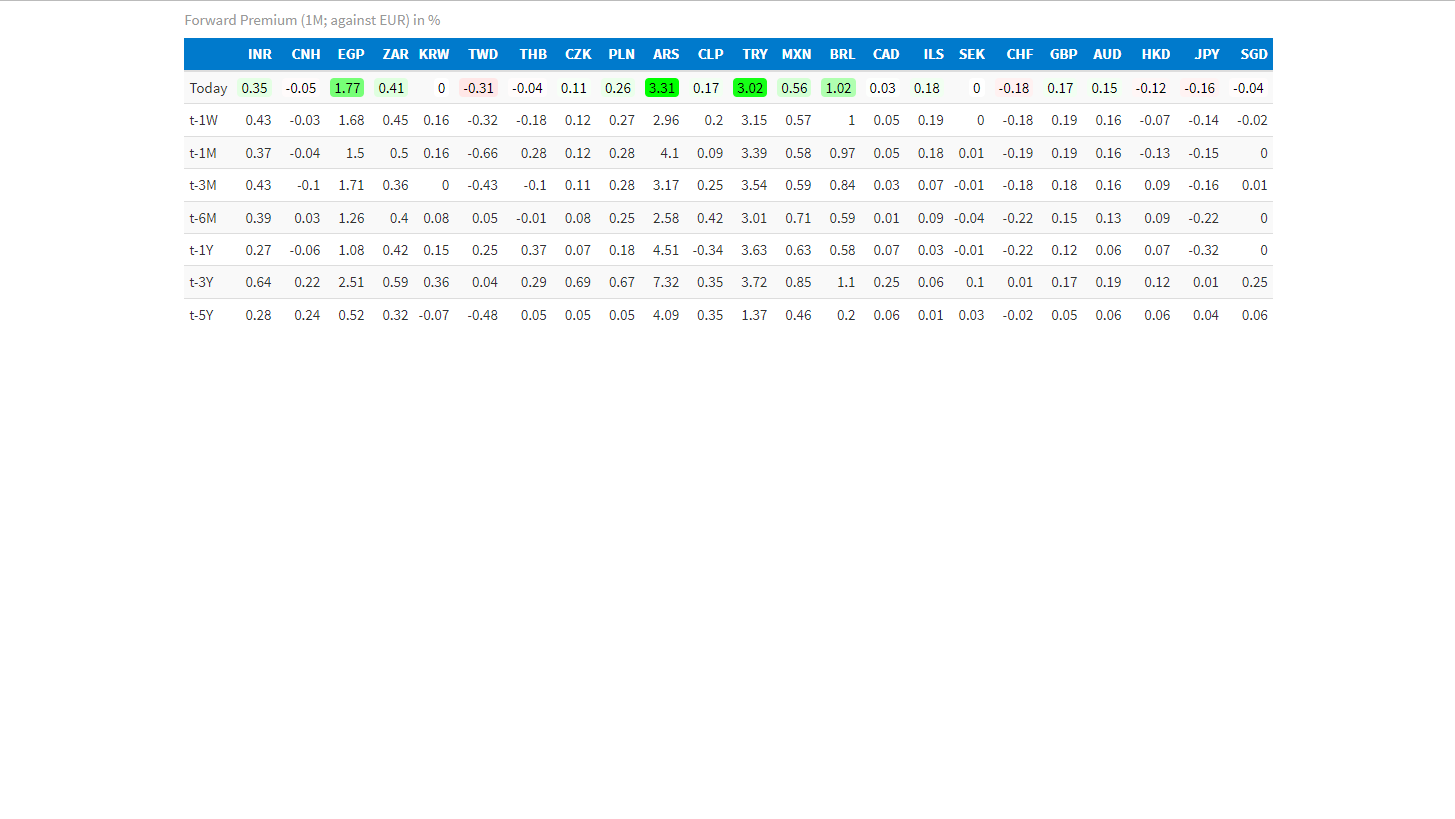 Forward Premium (1M; against EUR) in %
INR CNH EGP ZAR KRW TWD THB CZK PLN ARS CLP TRY MXN BRL CAD ILS SEK CHF GBP AUD HKD JPY SGD
Today 0.35 -0.05 1.77 0.41 0 -0.31 -0.04 0.11 0.26 3.31 0.17 3.02 0.56 1.02 0.03 0.18 0 -0.18 0.17 0.15 -0.12 -0.16 -0.04
t-1W 0.43 -0.03 1.68 0.45 0.16 -0.32 -0.18 0.12 0.27 2.96 0.2 3.15 0.57 1 0.05 0.19 0 -0.18 0.19 0.16 -0.07 -0.14 -0.02
t-1M 0.37 -0.04 1.5 0.5 0.16 -0.66 0.28 0.12 0.28 4.1 0.09 3.39 0.58 0.97 0.05 0.18 0.01 -0.19 0.19 0.16 -0.13 -0.15 0
t-3M 0.43 -0.1 1.71 0.36 0 -0.43 -0.1 0.11 0.28 3.17 0.25 3.54 0.59 0.84 0.03 0.07 -0.01 -0.18 0.18 0.16 0.09 -0.16 0.01
t-6M 0.39 0.03 1.26 0.4 0.08 0.05 -0.01 0.08 0.25 2.58 0.42 3.01 0.71 0.59 0.01 0.09 -0.04 -0.22 0.15 0.13 0.09 -0.22 0
t-1Y 0.27 -0.06 1.08 0.42 0.15 0.25 0.37 0.07 0.18 4.51 -0.34 3.63 0.63 0.58 0.07 0.03 -0.01 -0.22 0.12 0.06 0.07 -0.32 0
t-3Y 0.64 0.22 2.51 0.59 0.36 0.04 0.29 0.69 0.67 7.32 0.35 3.72 0.85 1.1 0.25 0.06 0.1 0.01 0.17 0.19 0.12 0.01 0.25
t-5Y 0.28 0.24 0.52 0.32 -0.07 -0.48 0.05 0.05 0.05 4.09 0.35 1.37 0.46 0.2 0.06 0.01 0.03 -0.02 0.05 0.06 0.06 0.04 0.06